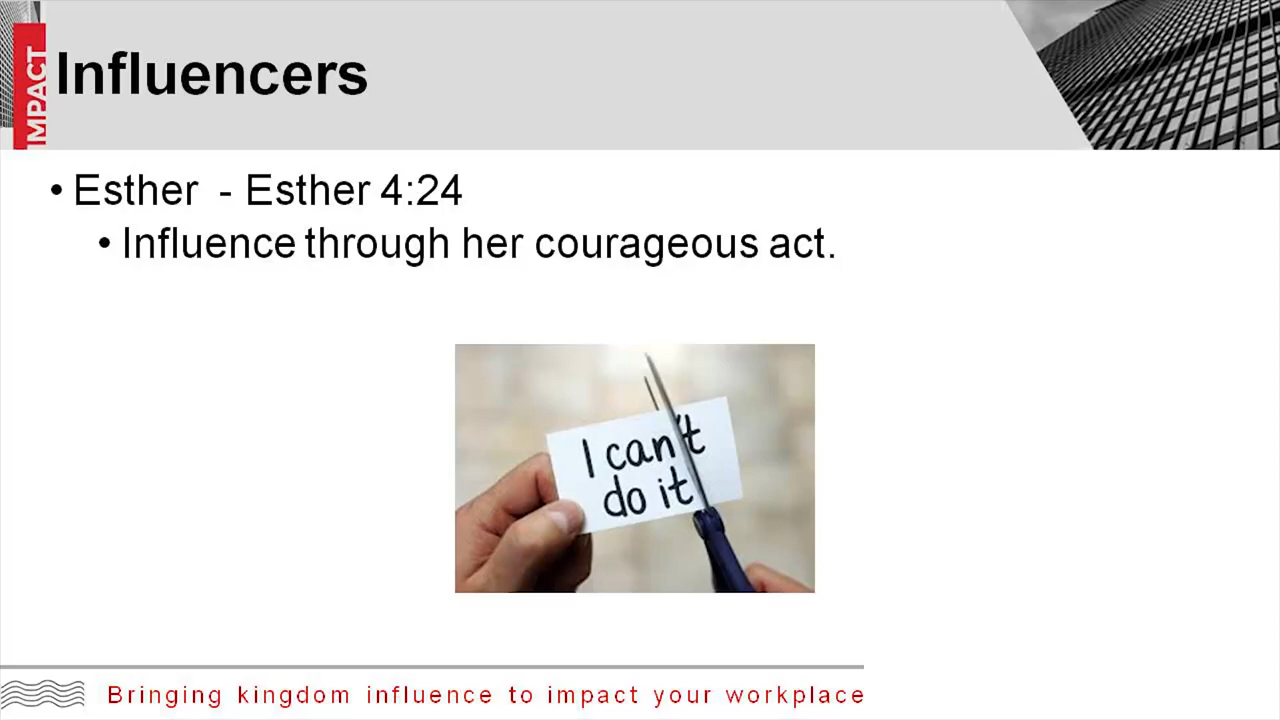 IMPACT
Influencers
• Esther - Esther 4:24
• Influence through her courageous act.
I can't
do it
Bringing kingdom influence to impact your workplace